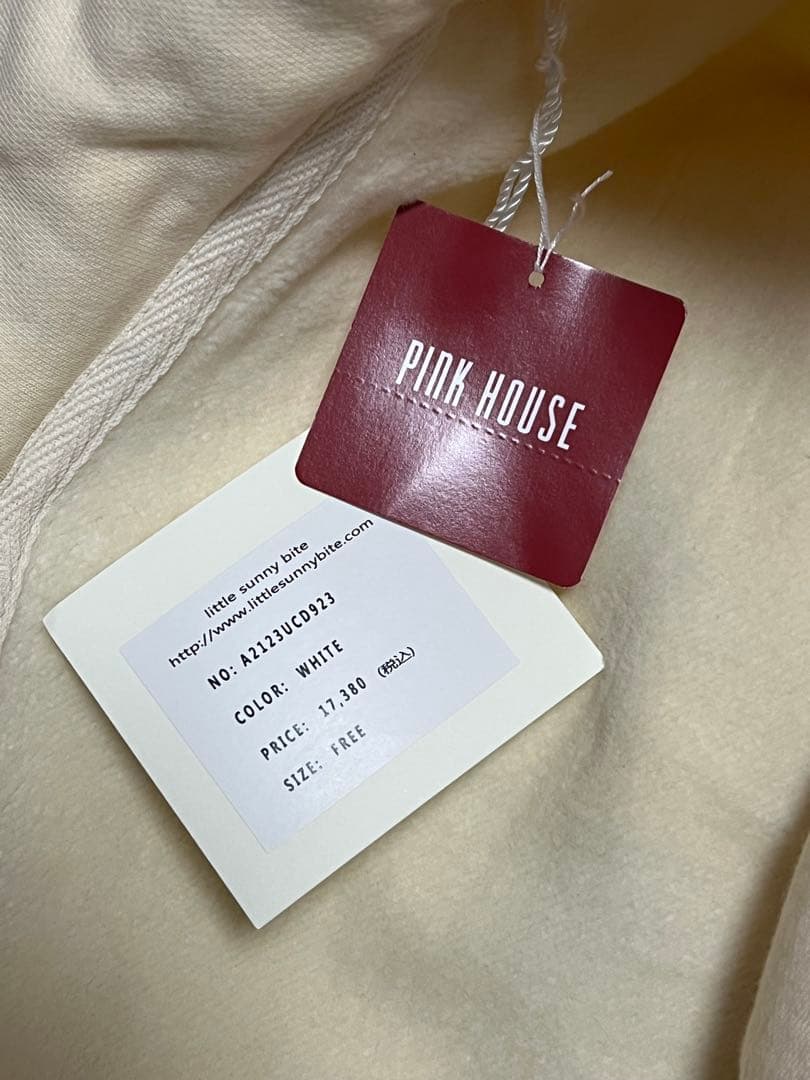 PINK HOUSE
little sunny bite
http://www.littlesunnybite.com
NO: A2123UCD923
COLOR: WHITE
PRICE: 17,380 (税込)
SIZE: FREE